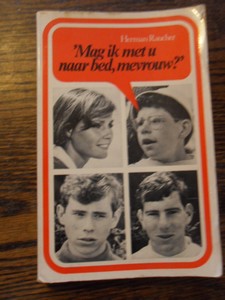 Herman Raucher
'Mag ik met u
naar bed, mevrouw?'